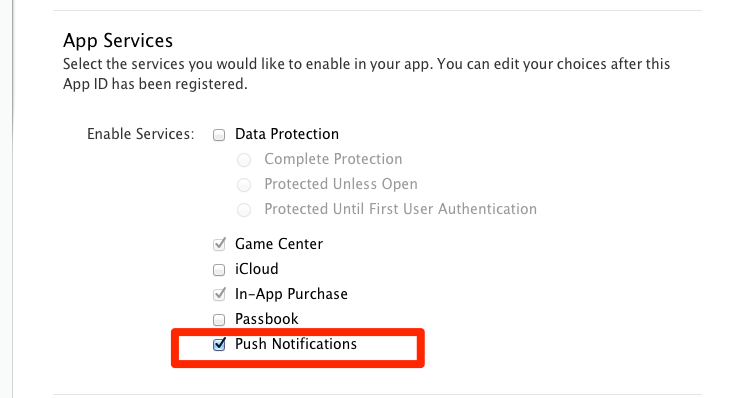 App Services
Select the services you would like to enable in your app. You can edit your choices after this
App ID has been registered.
Enable Services:
Data Protection
Complete Protection
Protected Unless Open
Protected Until First User Authentication
Game Center
iCloud
In-App Purchase
Passbook
Push Notifications